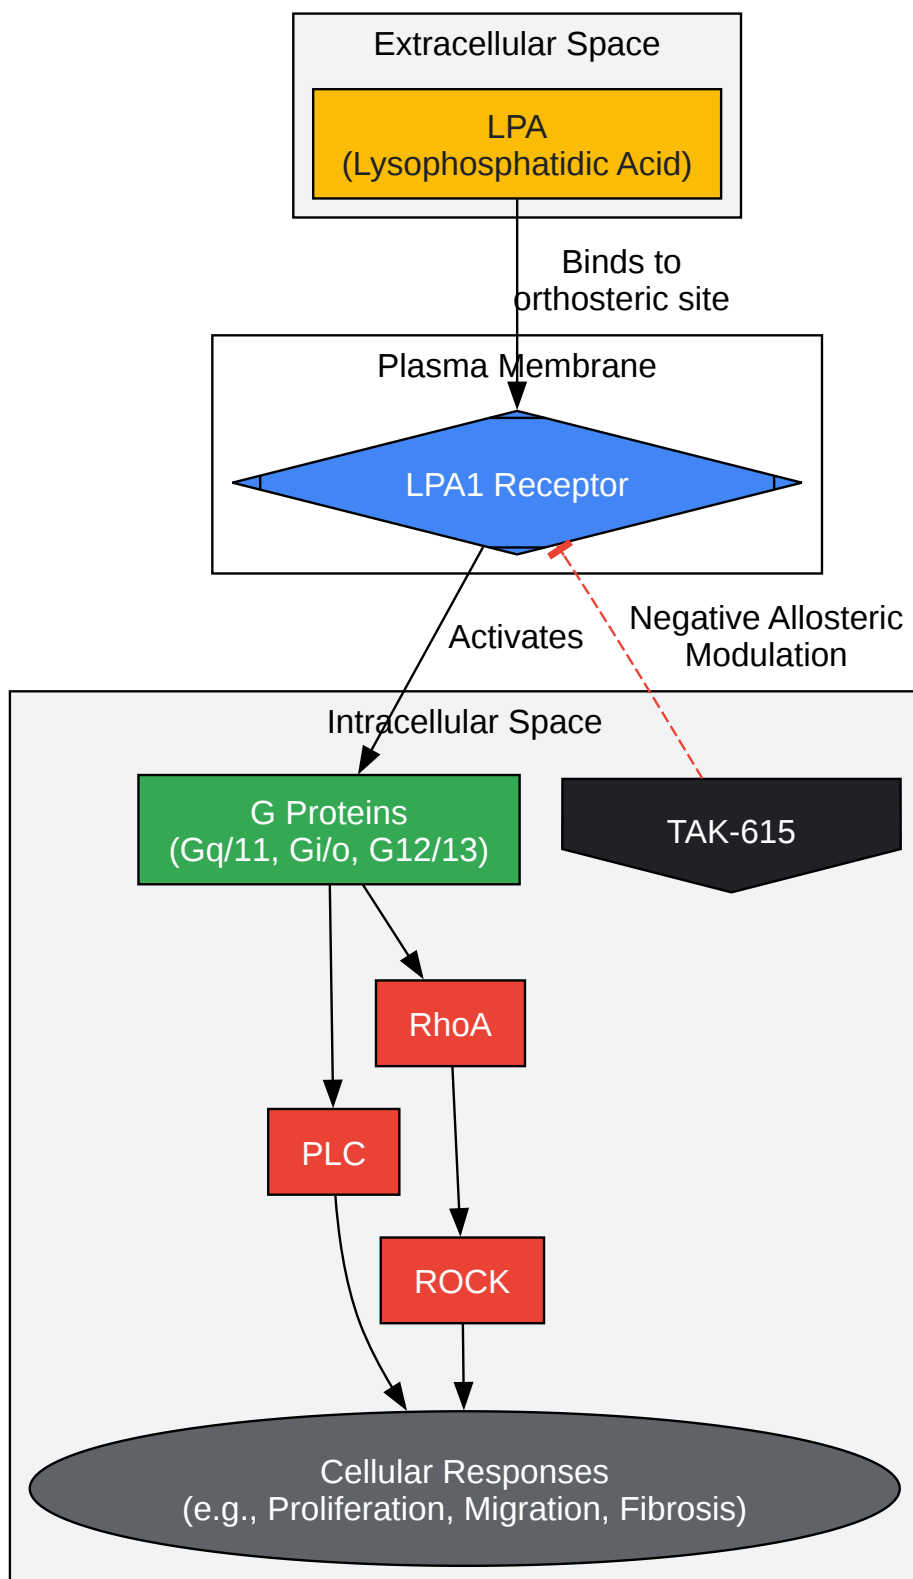 Extracellular Space
LPA
(Lysophosphatidic Acid)
Binds to
orthosteric site
Plasma Membrane
LPA1 Receptor
Activates
Negative Allosteric
Modulation
Intracellular Space
G Proteins
(Gq/11, Gi/o, G12/13)
TAK-615
RhoA
PLC
ROCK
Cellular Responses
(e.g., Proliferation, Migration, Fibrosis)